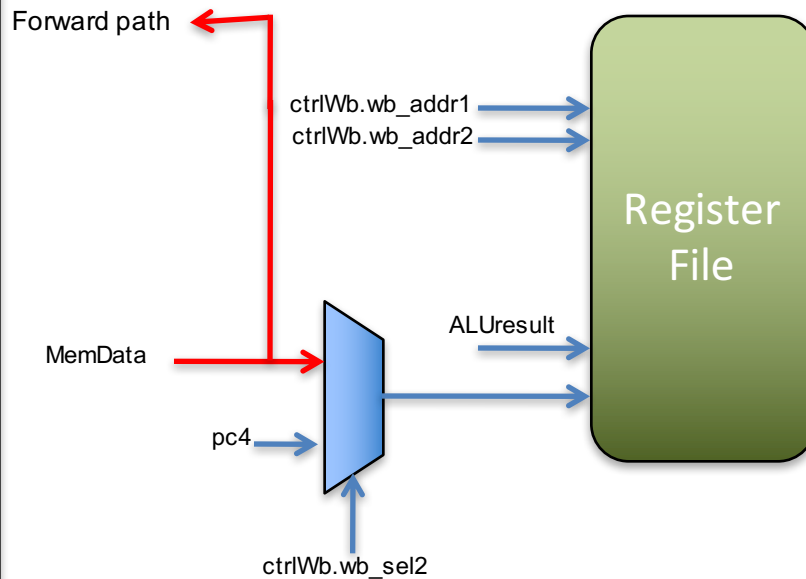 Forward path
ctrlWb.wb_addr1
ctrlWb.wb_addr2
Register
File
ALUresult
MemData
pc4
ctrlWb.wb_sel2